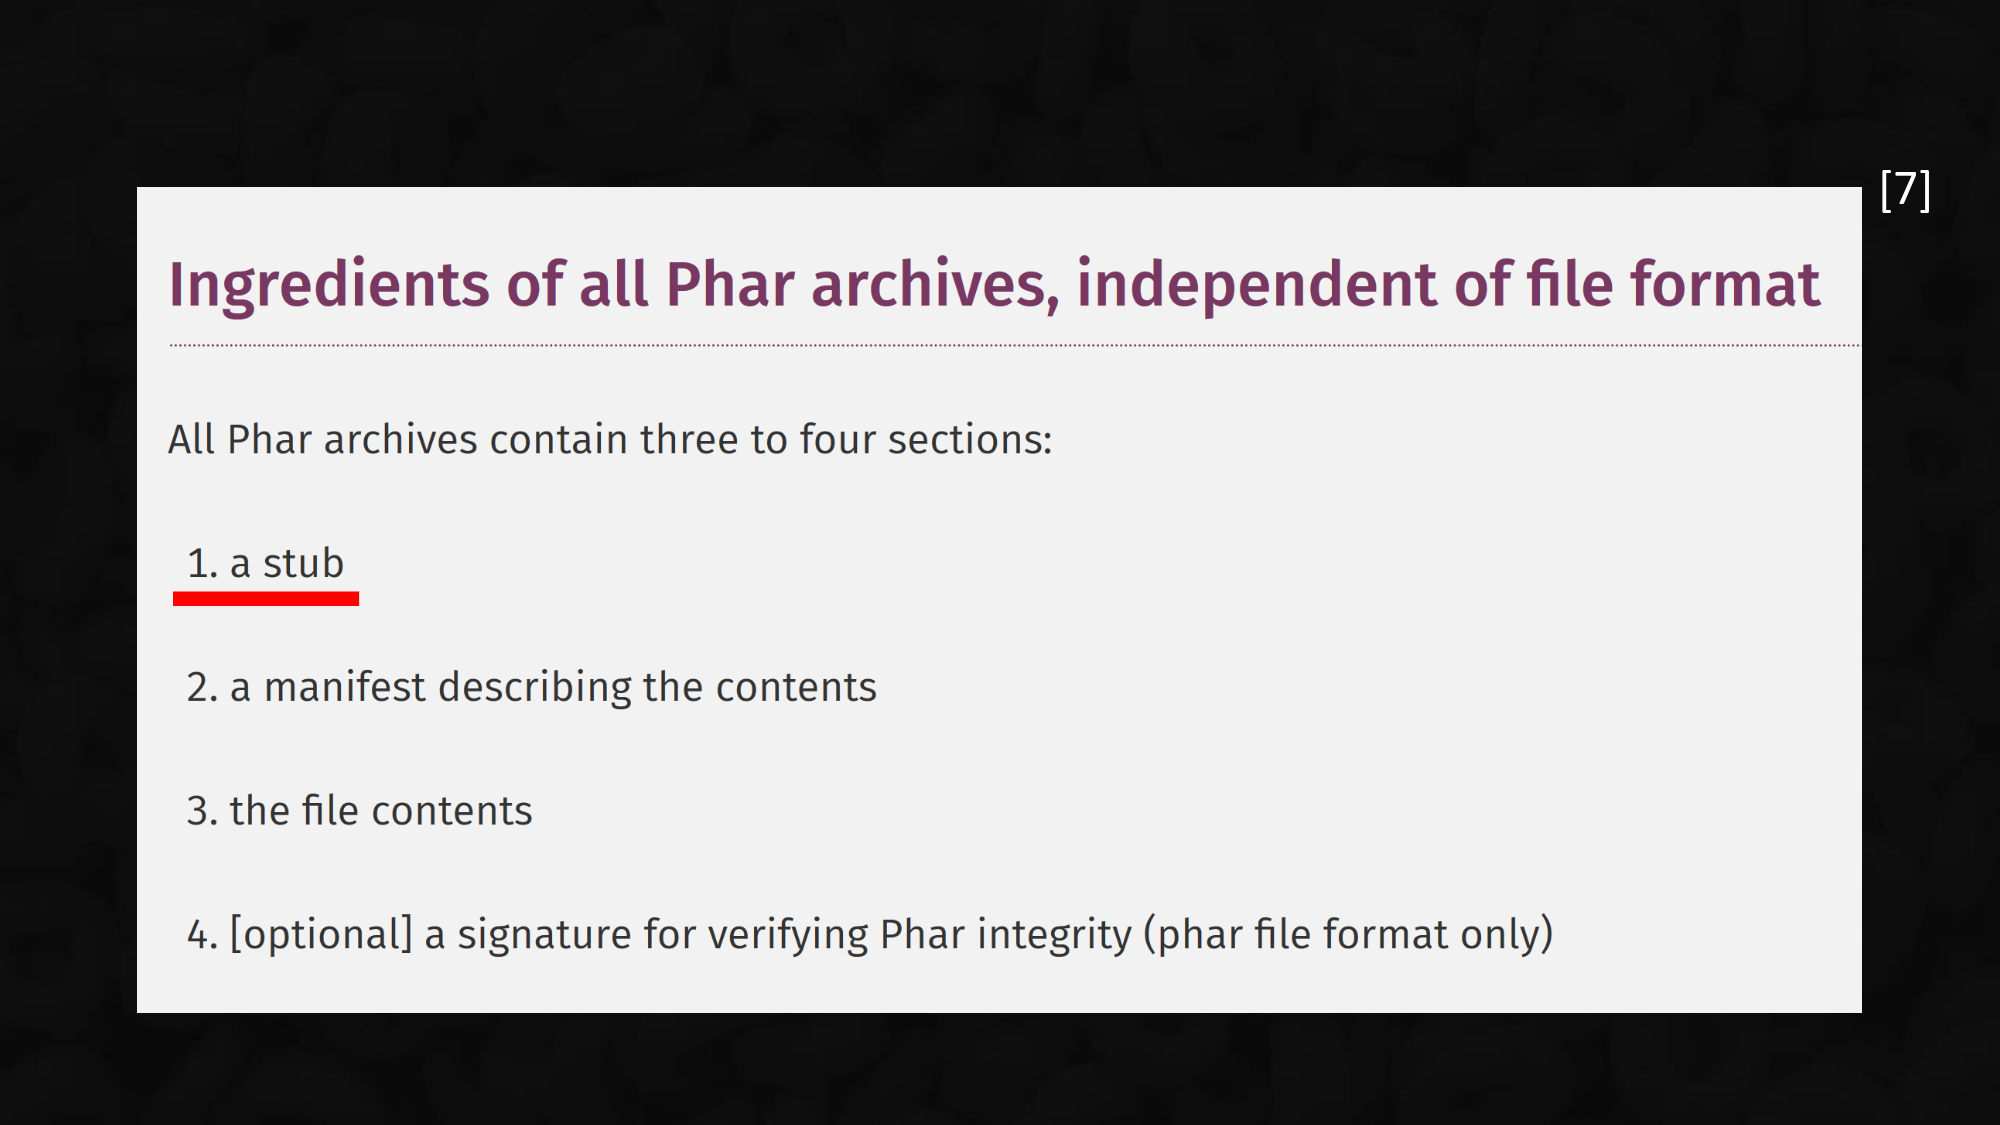 [7]
Ingredients of all Phar archives, independent of file format
All Phar archives contain three to four sections:
1. a stub
2. a manifest describing the contents
3. the file contents
4. [optional] a signature for verifying Phar integrity (phar file format only)